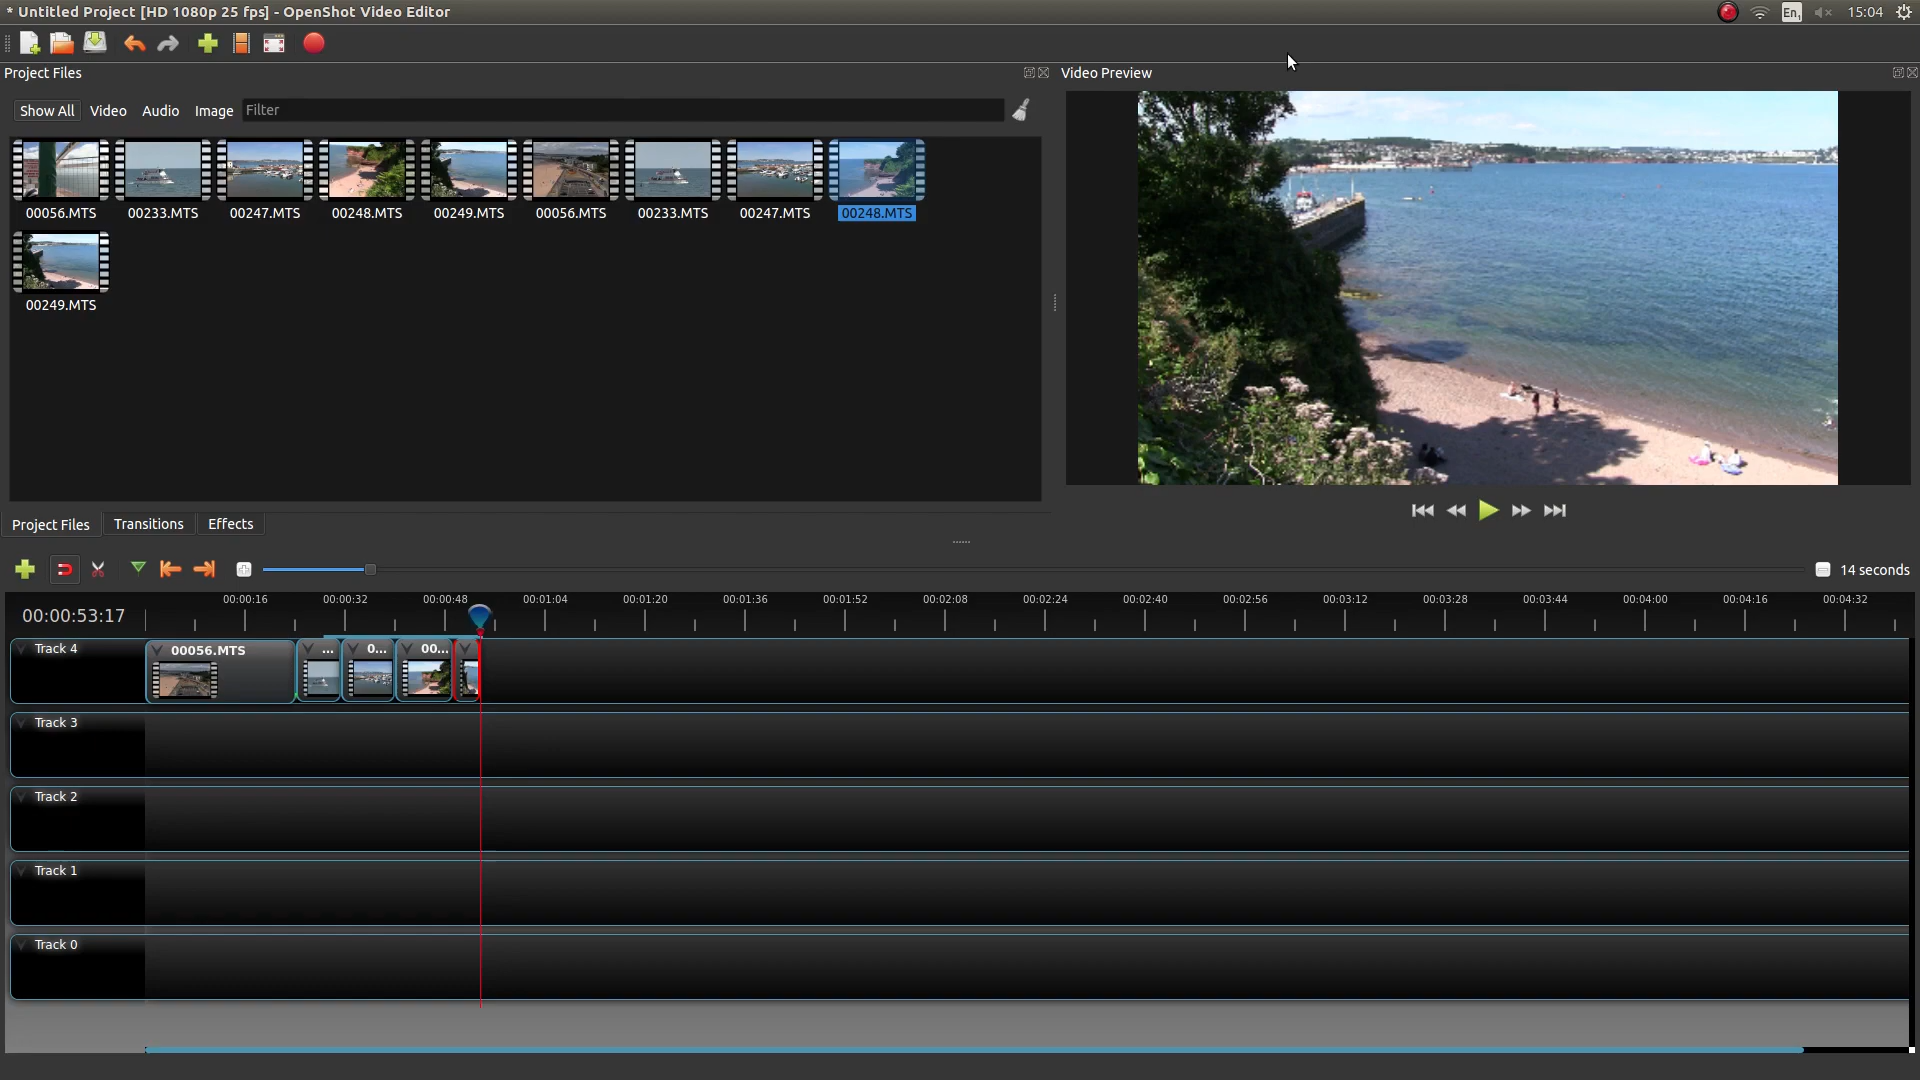 * Untitled Project [HD 1080p 25 fps] - OpenShot Video Editor
En1
15:04
Project Files
Video Preview
Show All Video Audio Image Filter
00056.MTS 00233.MTS 00247.MTS 00248.MTS 00249.MTS 00056.MTS 00233.MTS 00247.MTS 00248.MTS
00249.MTS
Project Files Transitions Effects
14 seconds
00:00:53:17
00:00:16 00:00:32 00:00:48 00:01:04 00:01:20 00:01:36 00:01:52 00:02:08 00:02:24 00:02:40 00:02:56 00:03:12 00:03:28 00:03:44 00:04:00 00:04:16 00:04:32
Track 4
00056.MTS ... 0... 00...
Track 3
Track 2
Track 1
Track 0